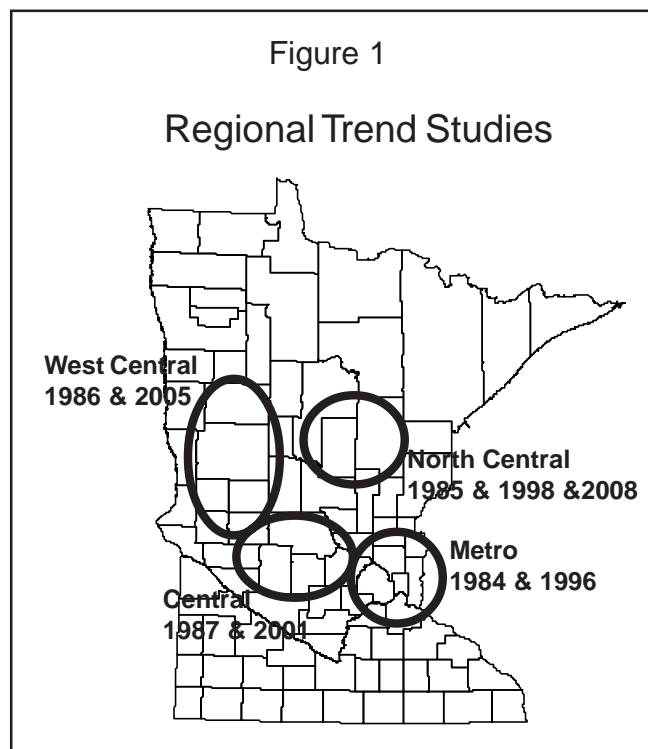 Figure 1
Regional Trend Studies
West Central
1986 & 2005
North Central
1985 & 1998 &2008
Metro
1984 & 1996
Central
1987 & 2001